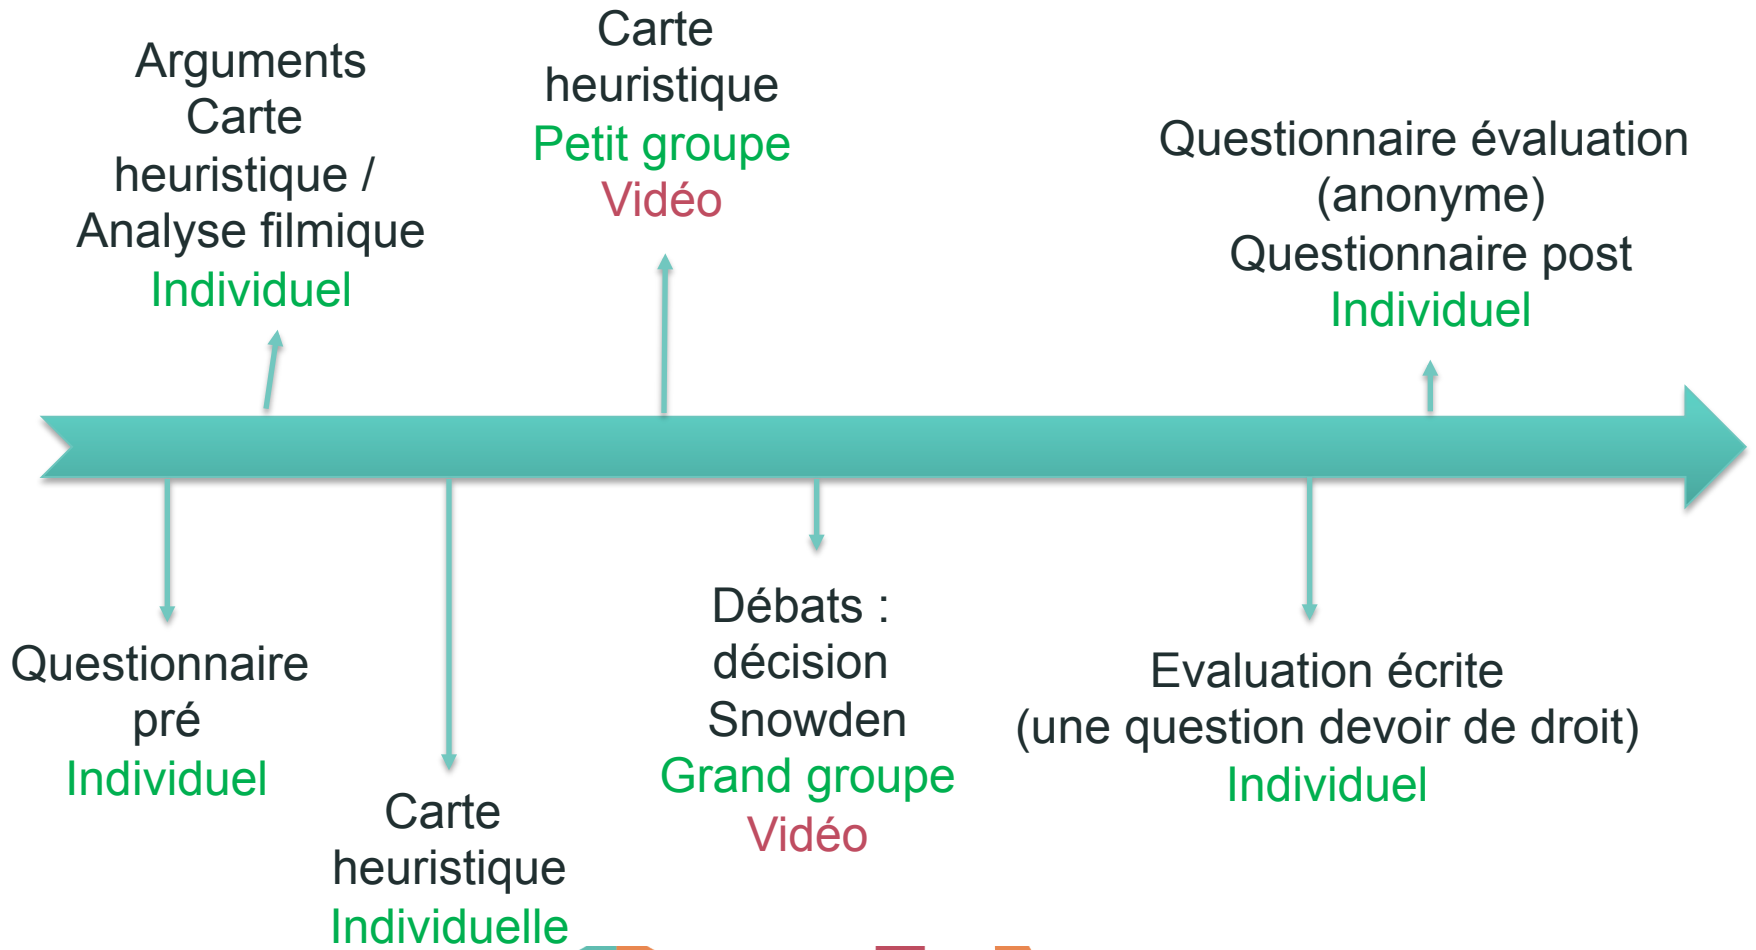 Arguments
Carte
heuristique /
Analyse filmique
Individuel
Carte
heuristique
Petit groupe
Vidéo
Questionnaire évaluation
(anonyme)
Questionnaire post
Individuel
Questionnaire
pré
Individuel
Carte
heuristique
Individuelle
Débats :
décision
Snowden
Grand groupe
Vidéo
Evaluation écrite
(une question devoir de droit)
Individuel